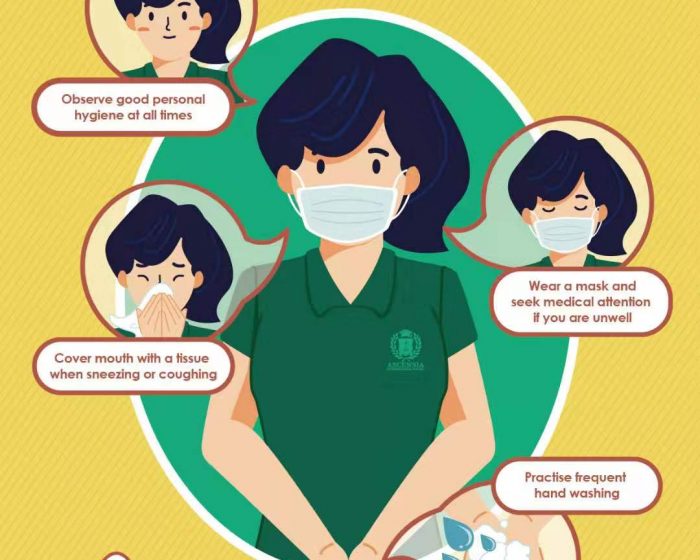 Observe good personal
hygiene at all times
Cover mouth with a tissue
when sneezing or coughing
Wear a mask and
seek medical attention
if you are unwell
ASCENSIA
Practise frequent
hand washing